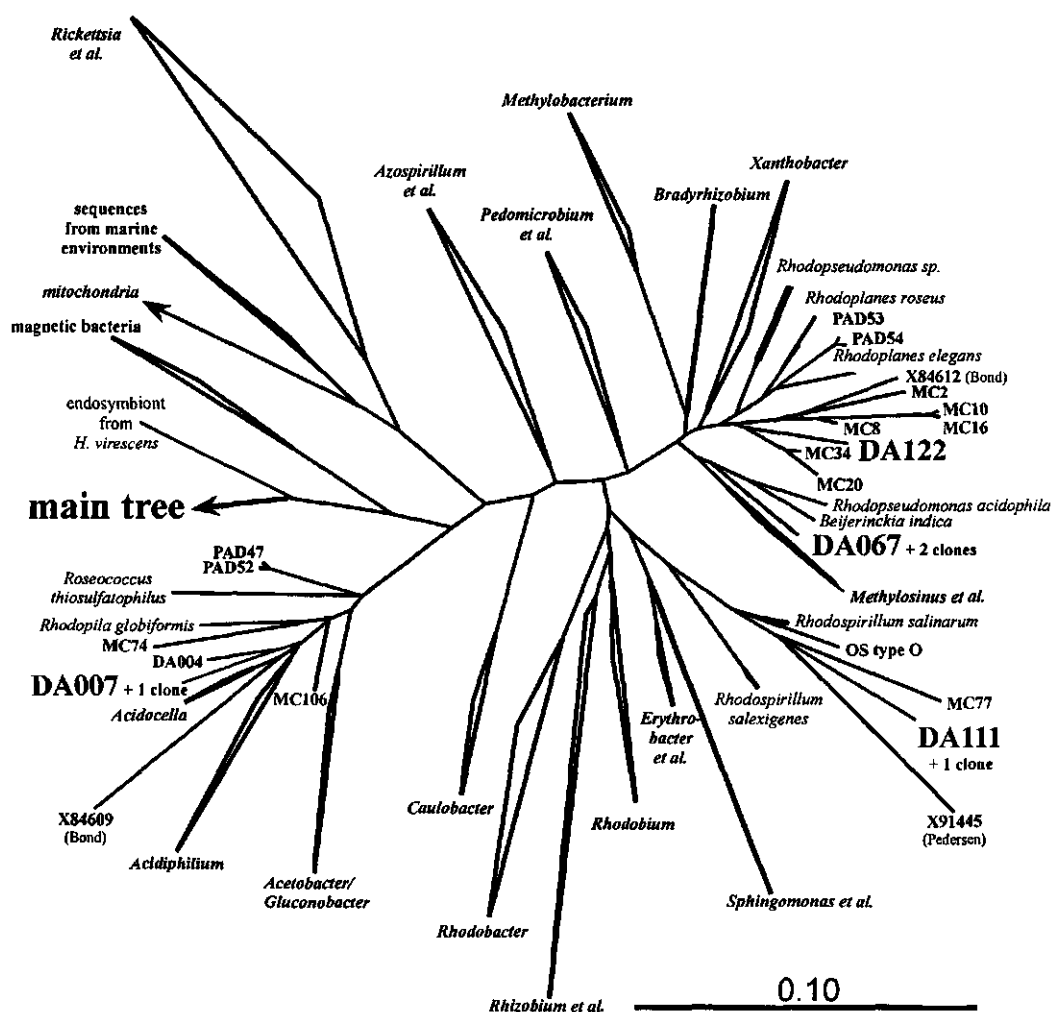 Rickettsia
et al.
Methylobacterium
Xanthobacter
Azospirillum
et al.
Bradyrhizobium
Pedomicrobium
et al.
sequences
from marine
environments
Rhodopseudomonas sp.
mitochondria
Rhodoplanes roseus
PAD53
magnetic bacteria
PAD54
Rhodoplanes elegans
X84612 (Bond)
MC2
endosymbiont
from
H. virescens
MC10
MC8
MC16
DA122
MC34
MC20
main tree
Rhodopseudomonas acidophila
Beijerinckia indica
DA067 + 2 clones
PAD47
PAD52
Roseococcus
thiosulfatophilus
Methylosinus et al.
Rhodopila globiformis
Rhodospirillum salinarum
MC74
OS type O
DA004
DA007 + 1 clone
MC106
Acidocella
Rhodospirillum
salexigenes
MC77
Erythro-
bacter
et al.
DA111
+ 1 clone
Caulobacter
X84609
(Bond)
Rhodobium
X91445
(Pedersen)
Acidiphilium
Acetobacter/
Gluconobacter
Sphingomonas et al.
Rhodobacter
Rhizobium et al.
0.10